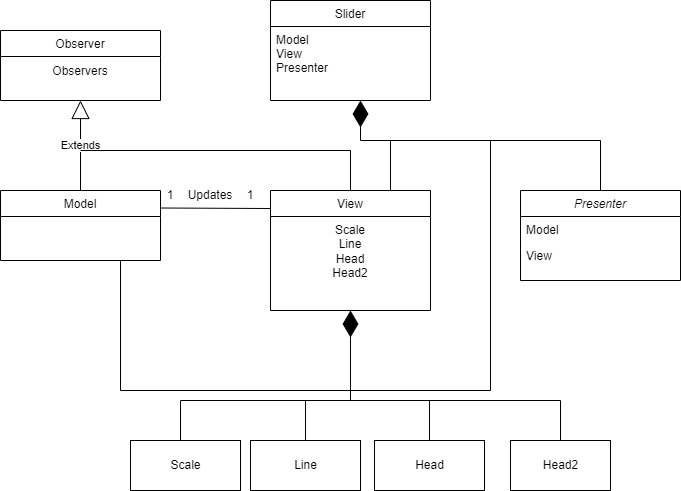 Slider
Model
View
Presenter
Observer
Observers
Extends
Model
1 Updates 1
View
Scale
Line
Head
Head2
Presenter
Model
View
Scale
Line
Head
Head2